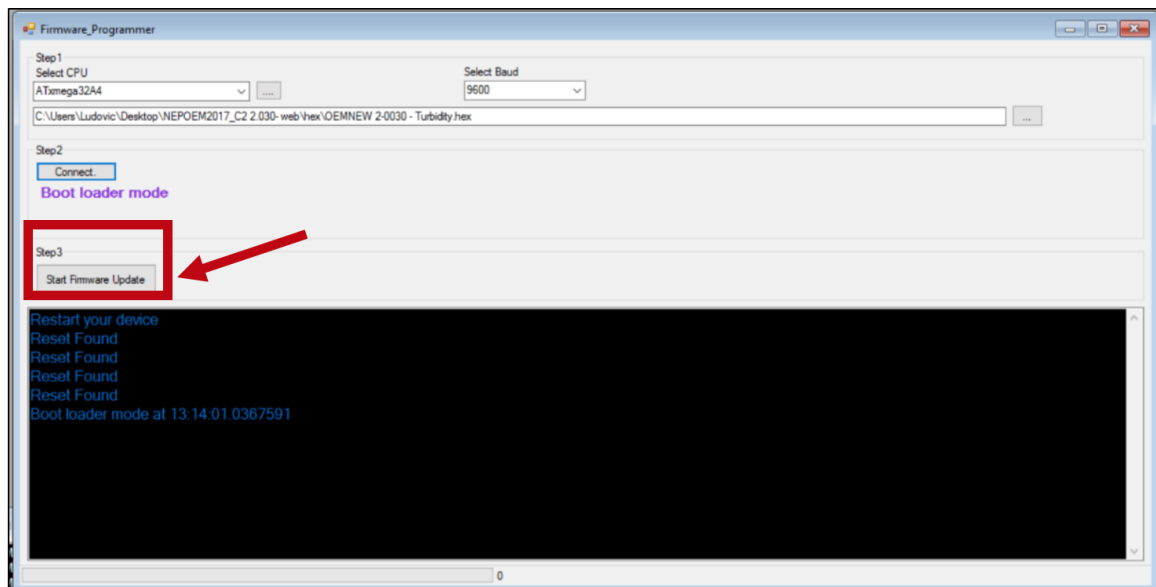 Firmware_Programmer
Step1
Select CPU
Select Baud
ATxmega32A4
....
9600
C:\Users\Ludovic\Desktop\NEPOEM2017_C2 2.030- web\hex\OEMNEW 2-0030 - Turbidity.hex
...
Step2
Connect.
Boot loader mode
Step3
Start Firmware Update
Restart your device
Reset Found
Reset Found
Reset Found
Reset Found
Boot loader mode at 13:14:01.0367591
0